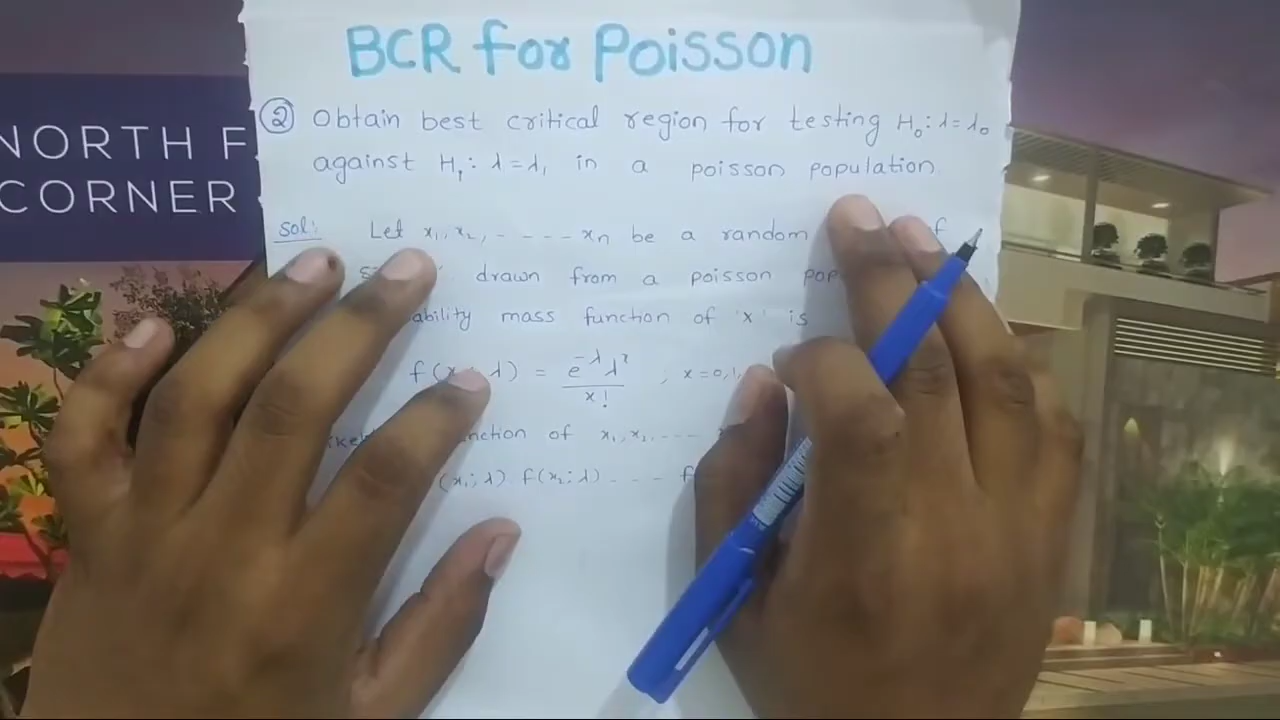 BCR for Poisson
② Obtain best critical region for testing H₀: λ=λ₀
against H₁: λ=λ₁ in a poisson population
Sol: Let x₁, x₂, - - - - - xₙ be a random
drawn from a poisson
mass function of 'x' is
f(x; λ) = e^-λ λ^x / x! ; x=0,1,
of x₁, x₂, - - - -
(x₁; λ) . f(x₂; λ) - - - f
NORTH F
CORNER